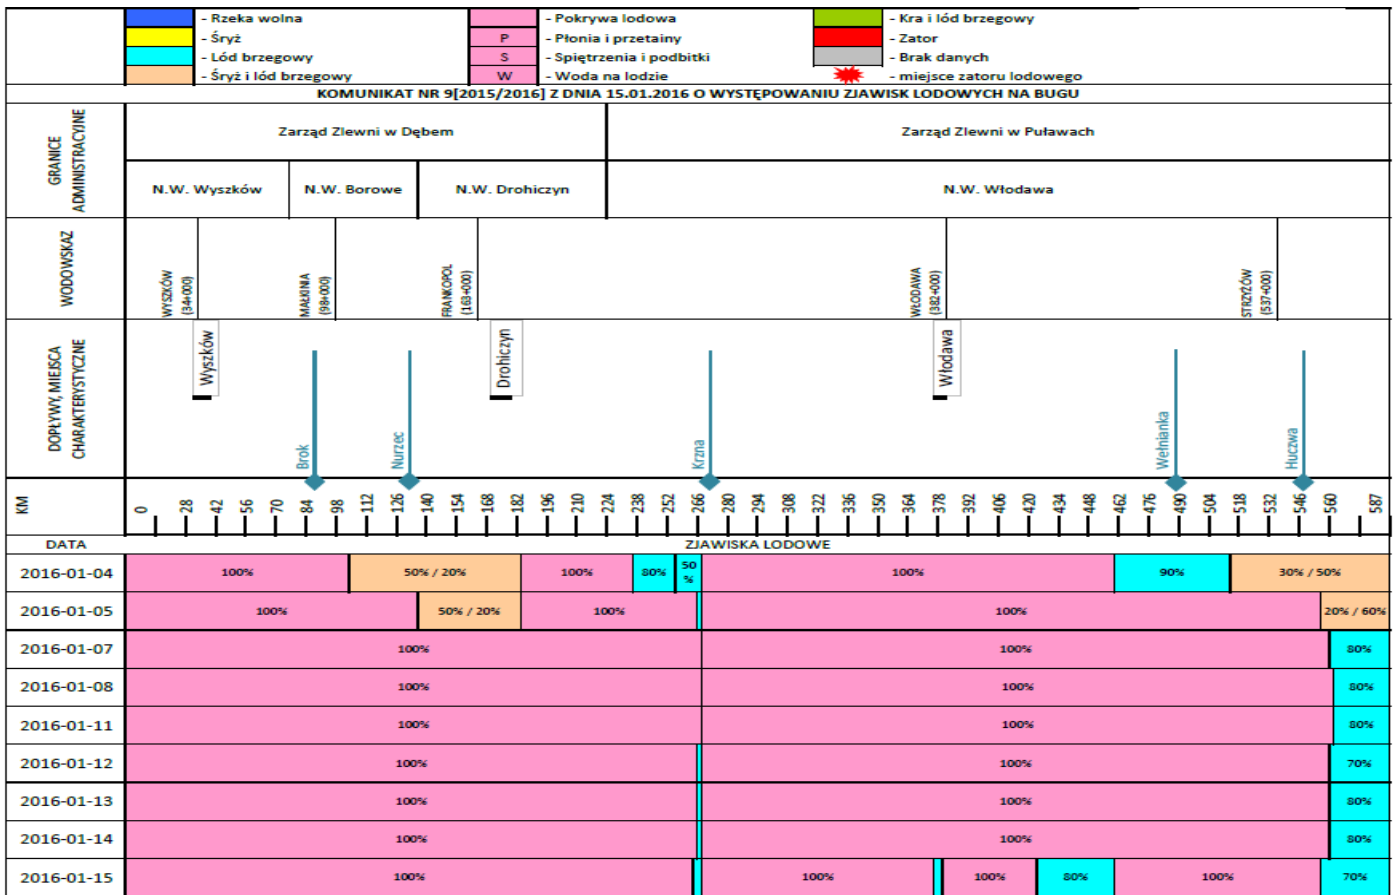 - Rzeka wolna
- Śryż
- Lód brzegowy
- Śryż i lód brzegowy
- Pokrywa lodowa
P - Płonia i przetainy
S - Spiętrzenia i podbitki
W - Woda na lodzie
- Kra i lód brzegowy
- Zator
- Brak danych
- miejsce zatoru lodowego
KOMUNIKAT NR 9[2015/2016] Z DNIA 15.01.2016 O WYSTĘPOWANIU ZJAWISK LODOWYCH NA BUGU
GRANICE
ADMINISTRACYJNE
Zarząd Zlewni w Dębem
Zarząd Zlewni w Puławach
N.W. Wyszków
N.W. Borowe
N.W. Drohiczyn
N.W. Włodawa
WODOWSKAZ
WYSZKÓW
(34+000)
MAŁKINIA
(98+000)
FRANKOPOL
(163+000)
WŁODAWA
(382+000)
STRZYŻÓW
(537+000)
DOPŁYWY, MIEJSCA
CHARAKTERYSTYCZNE
Wyszków
Brok
Nurzec
Drohiczyn
Krzna
Włodawa
Wełnianka
Huczwa
KM 0 28 42 56 70 84 98 112 126 140 154 168 182 196 210 224 238 252 266 280 294 308 322 336 350 364 378 392 406 420 434 448 462 476 490 504 518 532 546 560 587
DATA ZJAWISKA LODOWE
2016-01-04 100% 50% / 20% 100% 80% 50 % 100% 90% 30% / 50%
2016-01-05 100% 50% / 20% 100% 100% 20% / 60%
2016-01-07 100% 100% 80%
2016-01-08 100% 100% 80%
2016-01-11 100% 100% 80%
2016-01-12 100% 100% 70%
2016-01-13 100% 100% 80%
2016-01-14 100% 100% 80%
2016-01-15 100% 100% 100% 80% 100% 70%